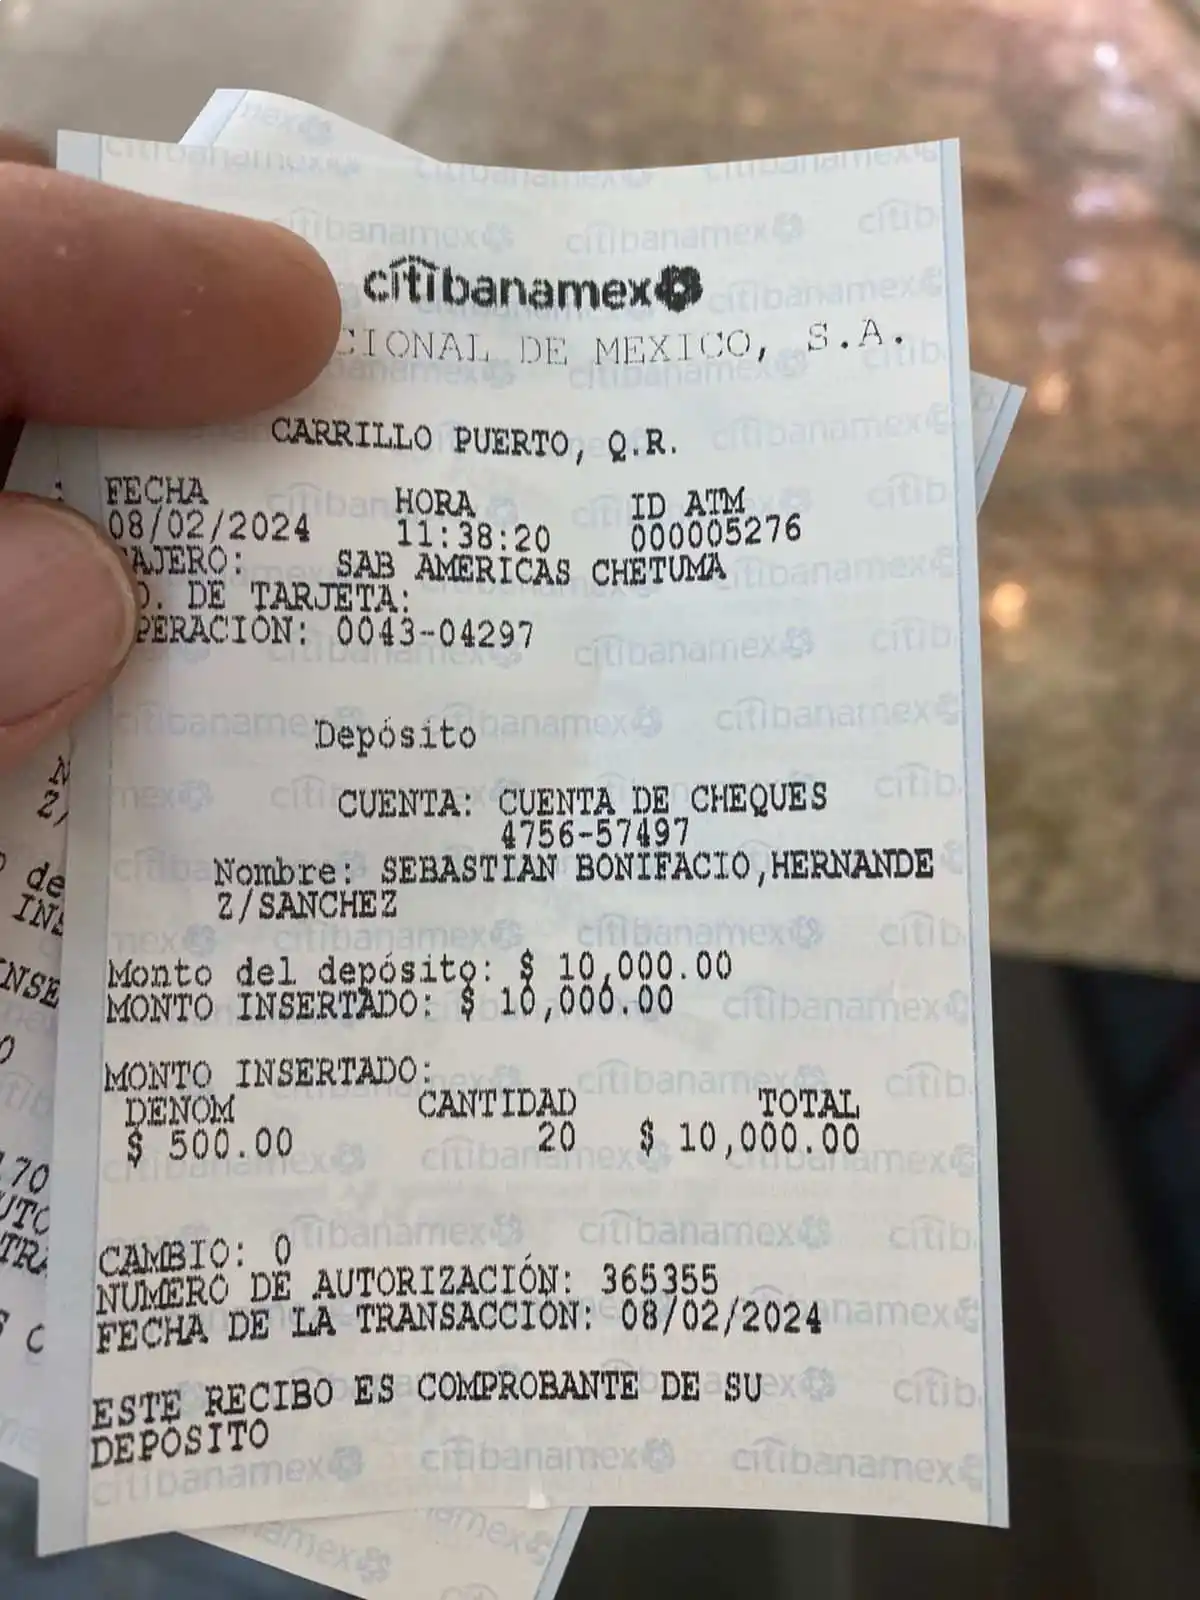 citibanamex
CIONAL DE MEXICO, S.A.
CARRILLO PUERTO, Q.R.
FECHA HORA ID ATM
08/02/2024 11:38:20 000005276
AJERO: SAB AMERICAS CHETUMA
O. DE TARJETA:
PERACION: 0043-04297
Depósito
CUENTA: CUENTA DE CHEQUES
4756-57497
Nombre: SEBASTIAN BONIFACIO,HERNANDE
Z/SANCHEZ
Monto del depósito: $ 10,000.00
MONTO INSERTADO: $ 10,000.00
MONTO INSERTADO:
DENOM CANTIDAD TOTAL
$ 500.00 20 $ 10,000.00
CAMBIO: 0
NUMERO DE AUTORIZACIÓN: 365355
FECHA DE LA TRANSACCIÓN: 08/02/2024
ESTE RECIBO ES COMPROBANTE DE SU
DEPÓSITO